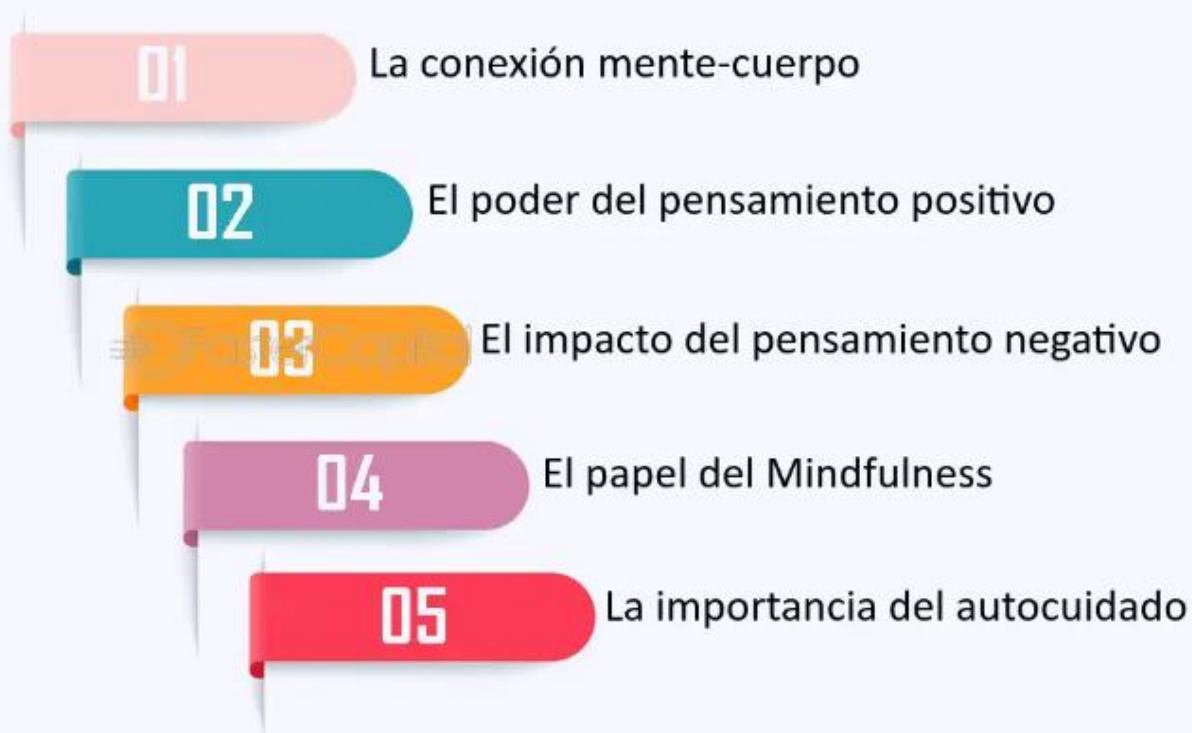 01 La conexión mente-cuerpo
02 El poder del pensamiento positivo
FasterCapital
03 El impacto del pensamiento negativo
04 El papel del Mindfulness
05 La importancia del autocuidado